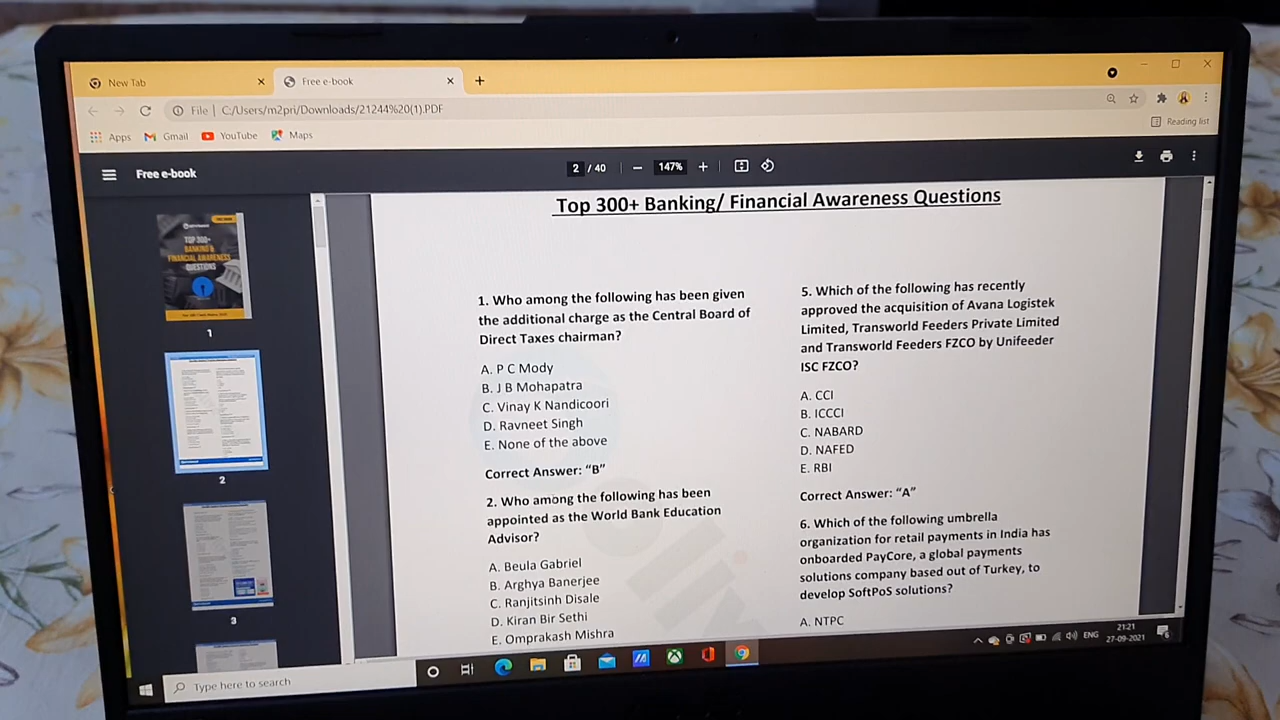 New Tab
Free e-book
File | C:/Users/m2pri/Downloads/21244%20(1).PDF
Apps Gmail YouTube Maps
Reading list
Free e-book
2 / 40
147%
TOP 300+
BANKING &
FINANCIAL AWARENESS
QUESTIONS
1
2
3
Top 300+ Banking/ Financial Awareness Questions
1. Who among the following has been given
the additional charge as the Central Board of
Direct Taxes chairman?
A. P C Mody
B. J B Mohapatra
C. Vinay K Nandicoori
D. Ravneet Singh
E. None of the above
Correct Answer: “B”
2. Who among the following has been
appointed as the World Bank Education
Advisor?
A. Beula Gabriel
B. Arghya Banerjee
C. Ranjitsinh Disale
D. Kiran Bir Sethi
E. Omprakash Mishra
5. Which of the following has recently
approved the acquisition of Avana Logistek
Limited, Transworld Feeders Private Limited
and Transworld Feeders FZCO by Unifeeder
ISC FZCO?
A. CCI
B. ICCCI
C. NABARD
D. NAFED
E. RBI
Correct Answer: “A”
6. Which of the following umbrella
organization for retail payments in India has
onboarded PayCore, a global payments
solutions company based out of Turkey, to
develop SoftPoS solutions?
A. NTPC
Type here to search
ENG
21:21
27-09-2021
6